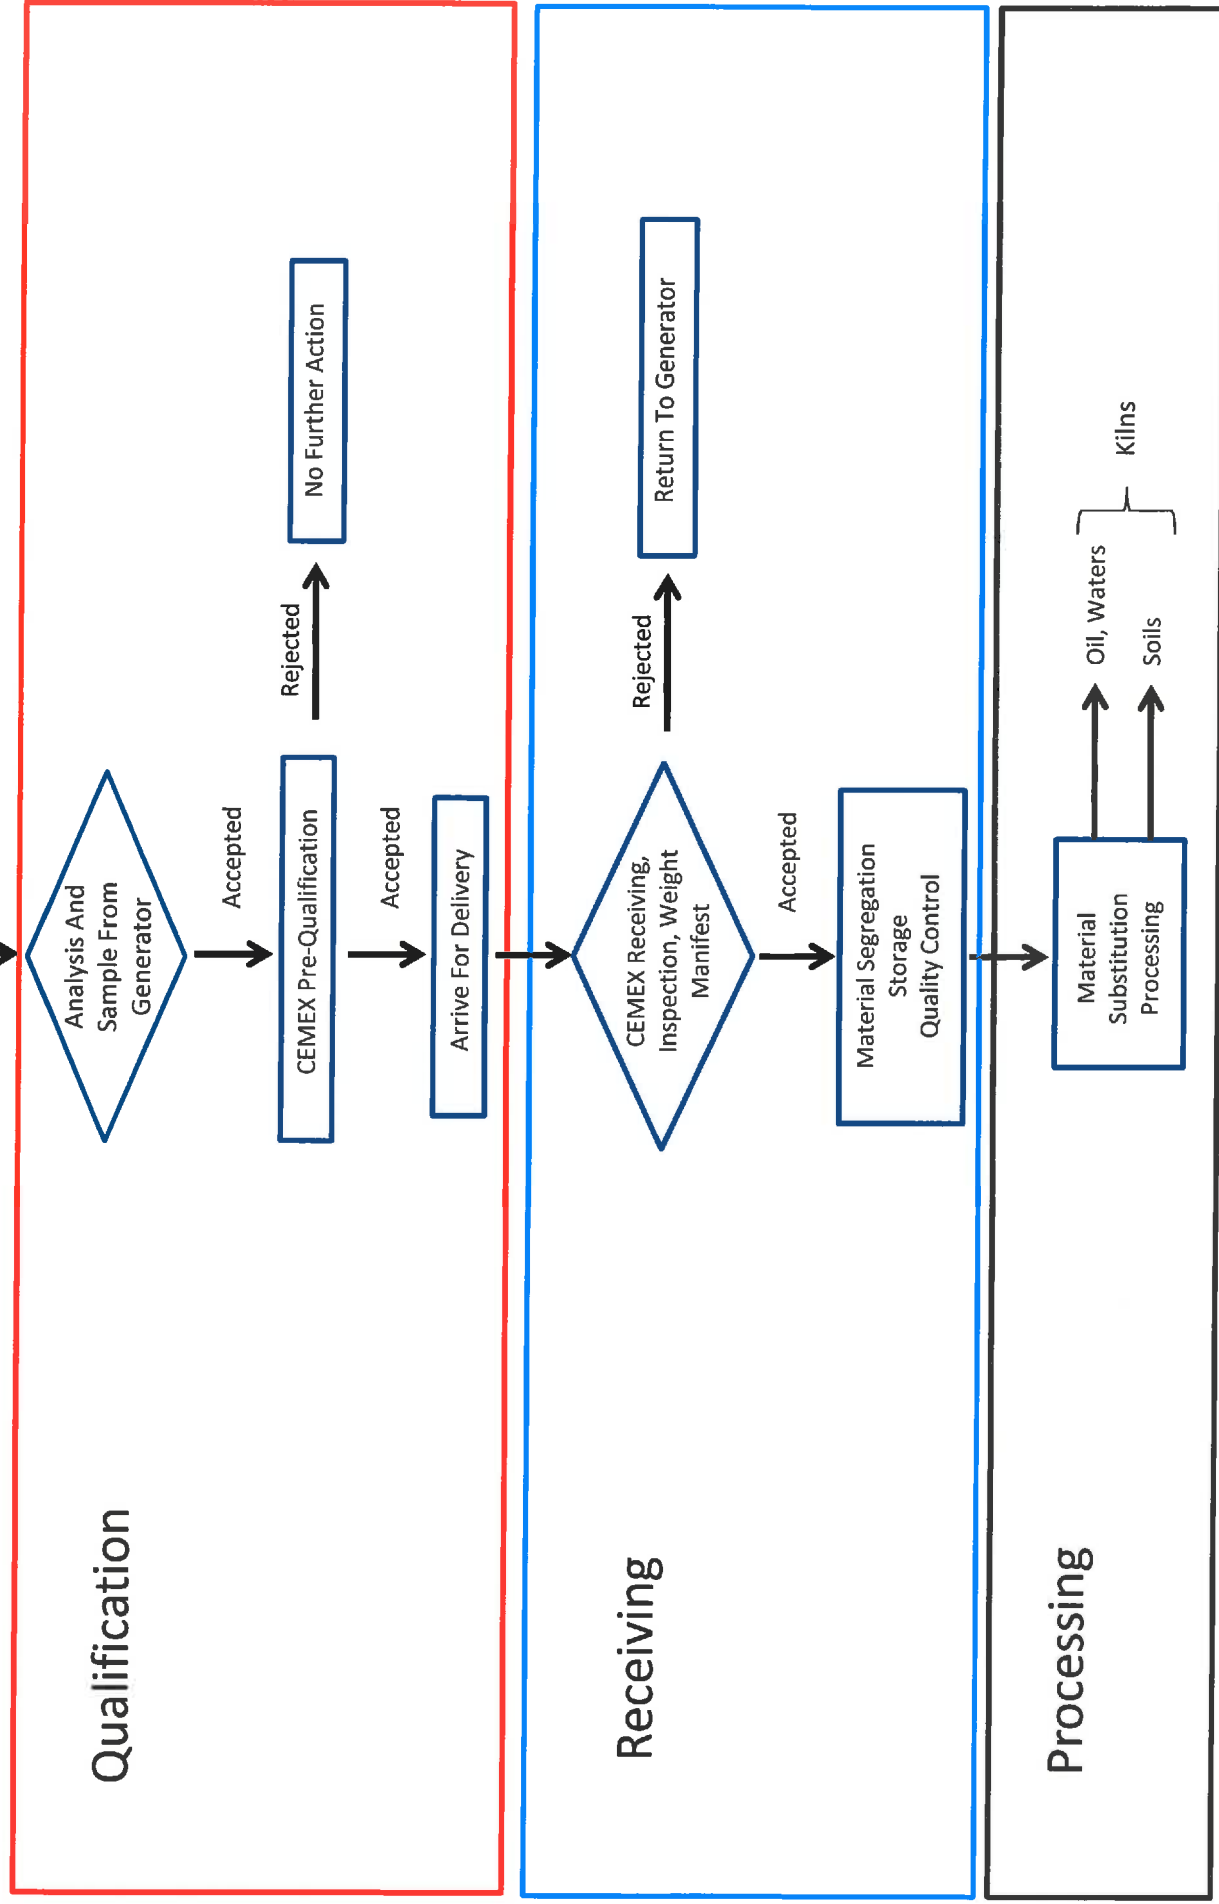 Qualification
Analysis And
Sample From
Generator
Accepted
CEMEX Pre-Qualification
Rejected
No Further Action
Accepted
Arrive For Delivery
Receiving
CEMEX Receiving,
Inspection, Weight
Manifest
Rejected
Return To Generator
Accepted
Material Segregation
Storage
Quality Control
Processing
Material
Substitution
Processing
Oil, Waters
Soils
Kilns